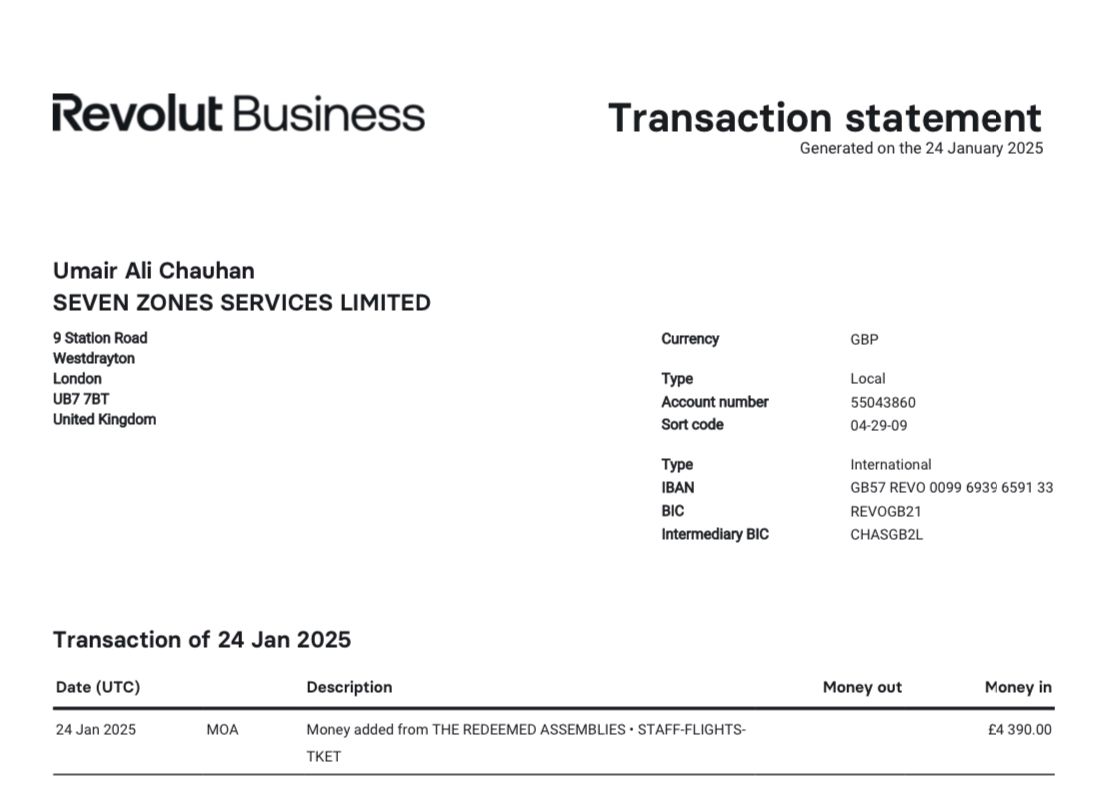 Revolut Business
Transaction statement
Generated on the 24 January 2025
Umair Ali Chauhan
SEVEN ZONES SERVICES LIMITED
9 Station Road
Westdrayton
London
UB7 7BT
United Kingdom
Currency GBP
Type Local
Account number 55043860
Sort code 04-29-09
Type International
IBAN GB57 REVO 0099 6939 6591 33
BIC REVOGB21
Intermediary BIC CHASGB2L
Transaction of 24 Jan 2025
Date (UTC) Description Money out Money in
24 Jan 2025 MOA Money added from THE REDEEMED ASSEMBLIES • STAFF-FLIGHTS- £4 390.00
TKET